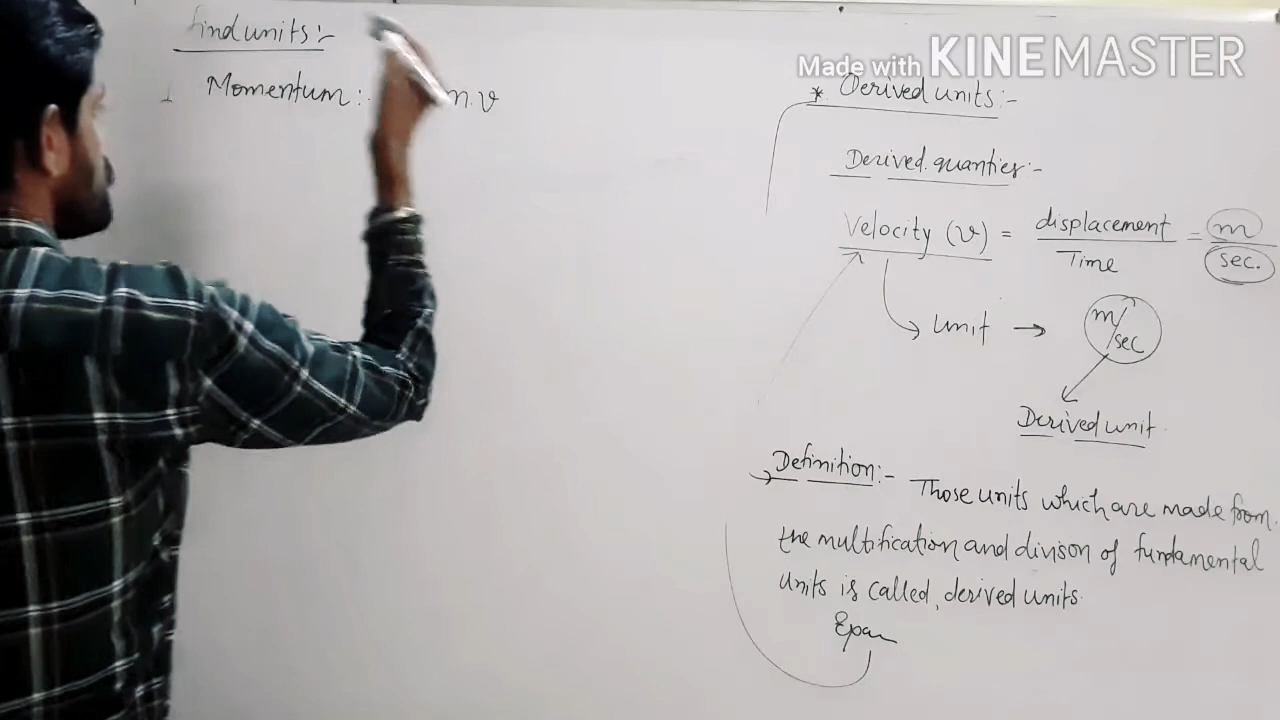 find units:-
1 Momentum:- m.v
Made with KINEMASTER
* Derived units:-
Derived quanties:-
Velocity (v) = displacement / Time = m / sec.
unit → m/sec
Derived unit
Definition:- Those units which are made from
the multification and divison of fundamental
units is called, derived units.